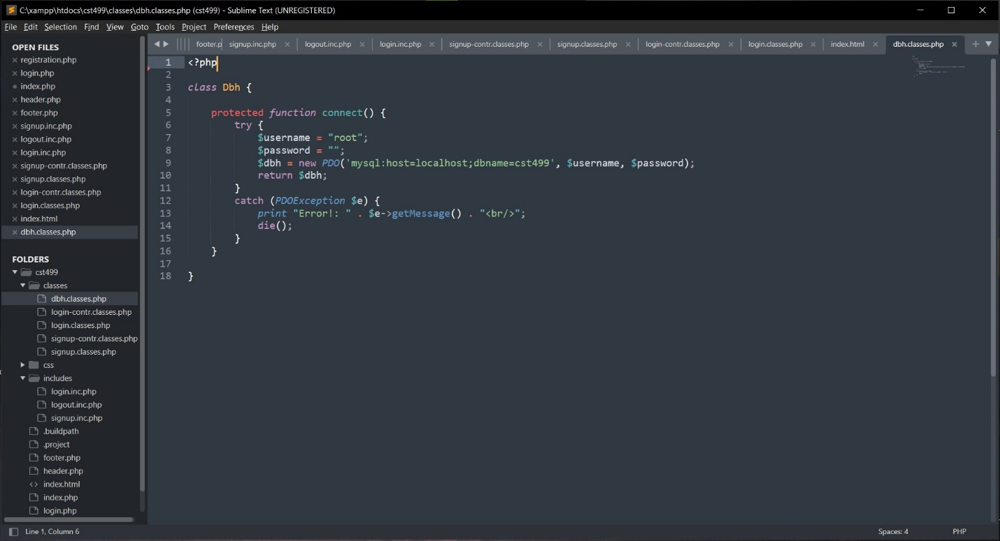 C:\xampp\htdocs\cst499\classes\dbh.classes.php (cst499) - Sublime Text (UNREGISTERED)
File Edit Selection Find View Goto Tools Project Preferences Help
footer.p signup.inc.php logout.inc.php login.inc.php signup-contr.classes.php signup.classes.php login-contr.classes.php login.classes.php index.html dbh.classes.php
OPEN FILES
registration.php
login.php
index.php
header.php
footer.php
signup.inc.php
logout.inc.php
login.inc.php
signup-contr.classes.php
signup.classes.php
login-contr.classes.php
login.classes.php
index.html
dbh.classes.php
FOLDERS
cst499
classes
dbh.classes.php
login-contr.classes.php
login.classes.php
signup-contr.classes.php
signup.classes.php
css
includes
login.inc.php
logout.inc.php
signup.inc.php
.buildpath
.project
footer.php
header.php
index.html
index.php
login.php
1 <?php
2
3 class Dbh {
4
5     protected function connect() {
6         try {
7             $username = "root";
8             $password = "";
9             $dbh = new PDO('mysql:host=localhost;dbname=cst499', $username, $password);
10             return $dbh;
11         }
12         catch (PDOException $e) {
13             print "Error!: " . $e->getMessage() . "<br/>";
14             die();
15         }
16     }
17
18 }
Line 1, Column 6
Spaces: 4 PHP